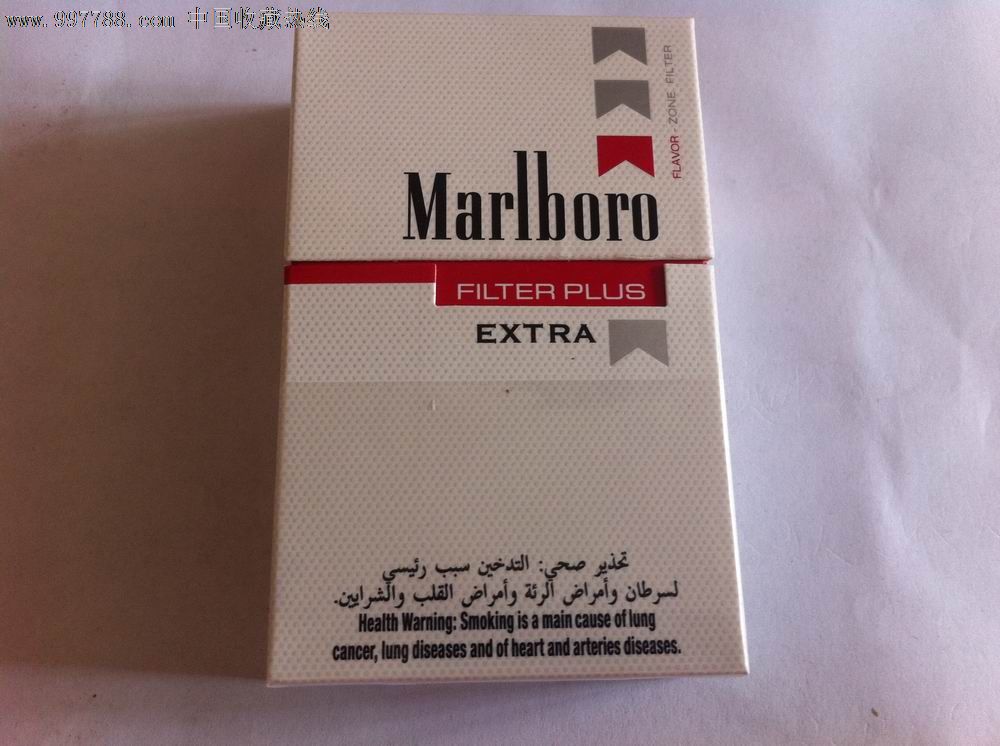 www.997788.com 中国收藏热线
FLAVOR - ZONE FILTER
Marlboro
FILTER PLUS
EXTRA
تحذير صحي: التدخين سبب رئيسي
لسرطان وأمراض الرئة وأمراض القلب والشرايين.
Health Warning: Smoking is a main cause of lung
cancer, lung diseases and of heart and arteries diseases.